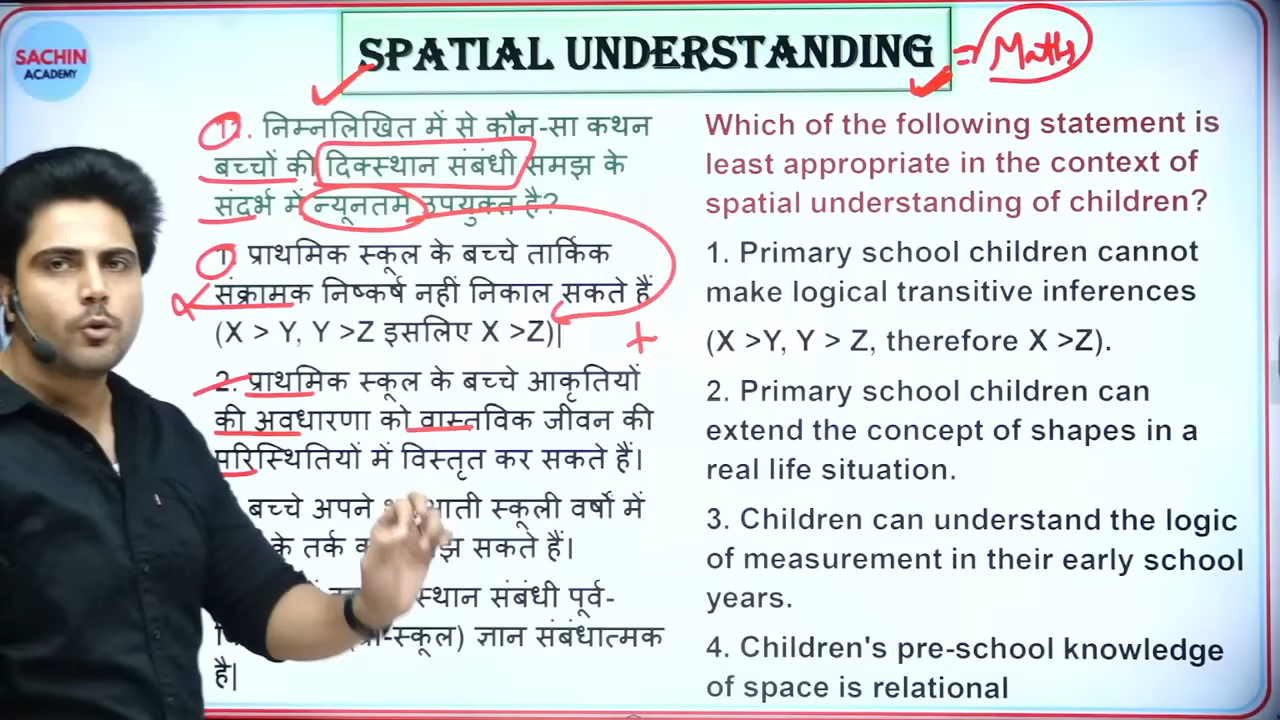 SACHIN
ACADEMY
SPATIAL UNDERSTANDING
= Maths
. निम्नलिखित में से कौन-सा कथन
बच्चों की दिक्स्थान संबंधी समझ के
संदर्भ में न्यूनतम उपयुक्त है?
1. प्राथमिक स्कूल के बच्चे तार्किक
संक्रामक निष्कर्ष नहीं निकाल सकते हैं
(X > Y, Y >Z इसलिए X >Z)|
2. प्राथमिक स्कूल के बच्चे आकृतियों
की अवधारणा को वास्तविक जीवन की
परिस्थितियों में विस्तृत कर सकते हैं।
बच्चे अपने स्कूली वर्षों में
के तर्क सकते हैं।
संबंधी पूर्व-
ज्ञान संबंधात्मक
है|
Which of the following statement is
least appropriate in the context of
spatial understanding of children?
1. Primary school children cannot
make logical transitive inferences
(X >Y, Y > Z, therefore X >Z).
2. Primary school children can
extend the concept of shapes in a
real life situation.
3. Children can understand the logic
of measurement in their early school
years.
4. Children's pre-school knowledge
of space is relational